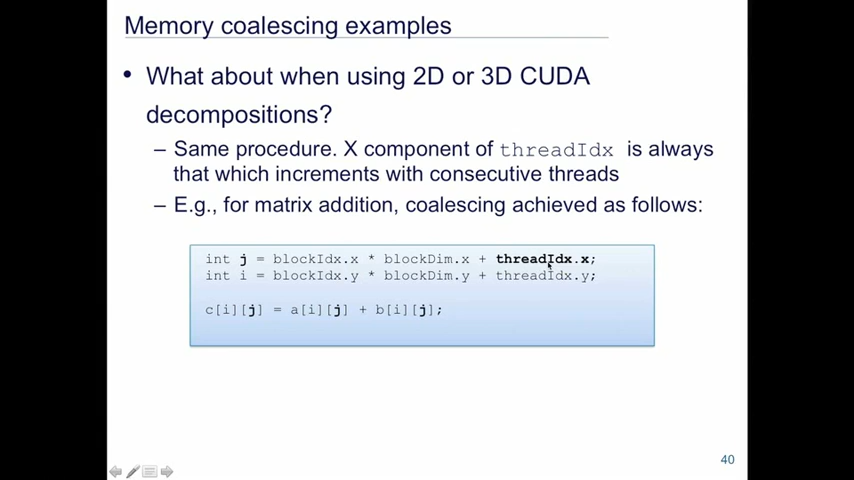 Memory coalescing examples
• What about when using 2D or 3D CUDA
decompositions?
– Same procedure. X component of threadIdx is always
that which increments with consecutive threads
– E.g., for matrix addition, coalescing achieved as follows:
int j = blockIdx.x * blockDim.x + threadIdx.x;
int i = blockIdx.y * blockDim.y + threadIdx.y;
c[i][j] = a[i][j] + b[i][j];
40